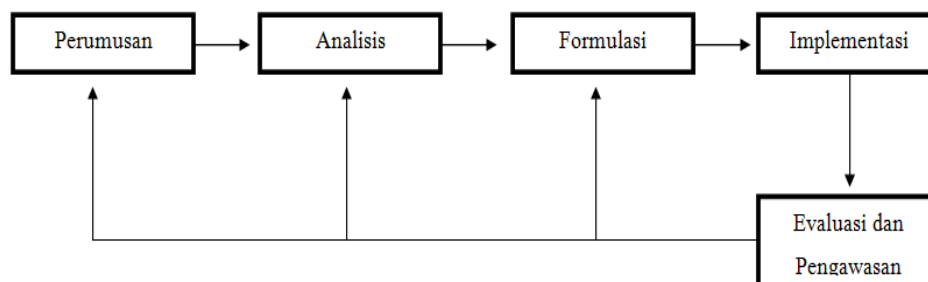 Perumusan
Analisis
Formulasi
Implementasi
Evaluasi dan
Pengawasan